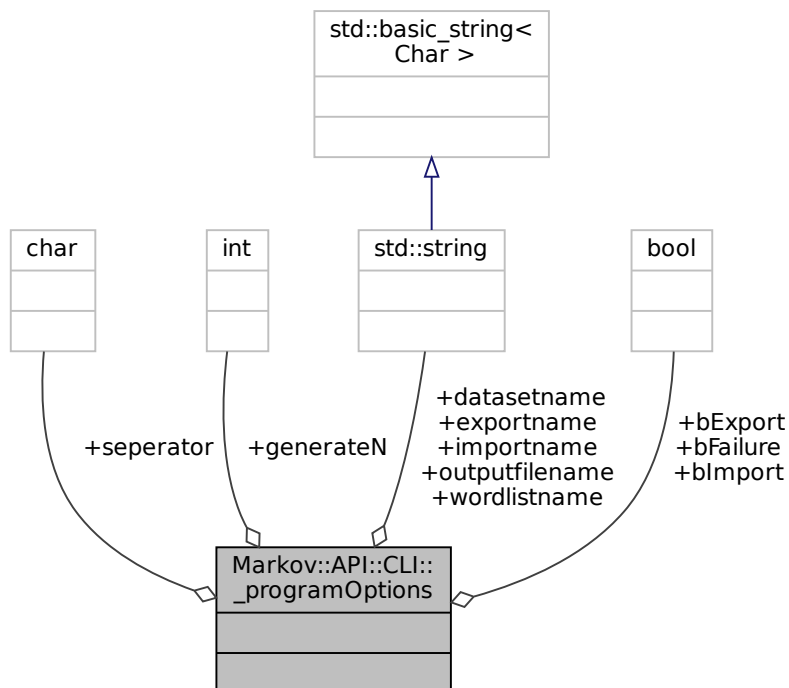 std::basic_string<
Char >
char
int
std::string
bool
+seperator
+generateN
+datasetname
+exportname
+importname
+outputfilename
+wordlistname
+bExport
+bFailure
+bImport
Markov::API::CLI::
_programOptions